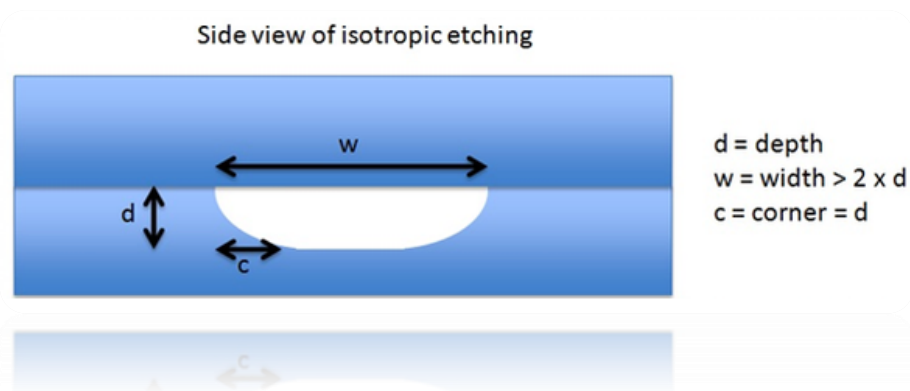 Side view of isotropic etching
w
d
c
d = depth
w = width > 2 x d
c = corner = d
c